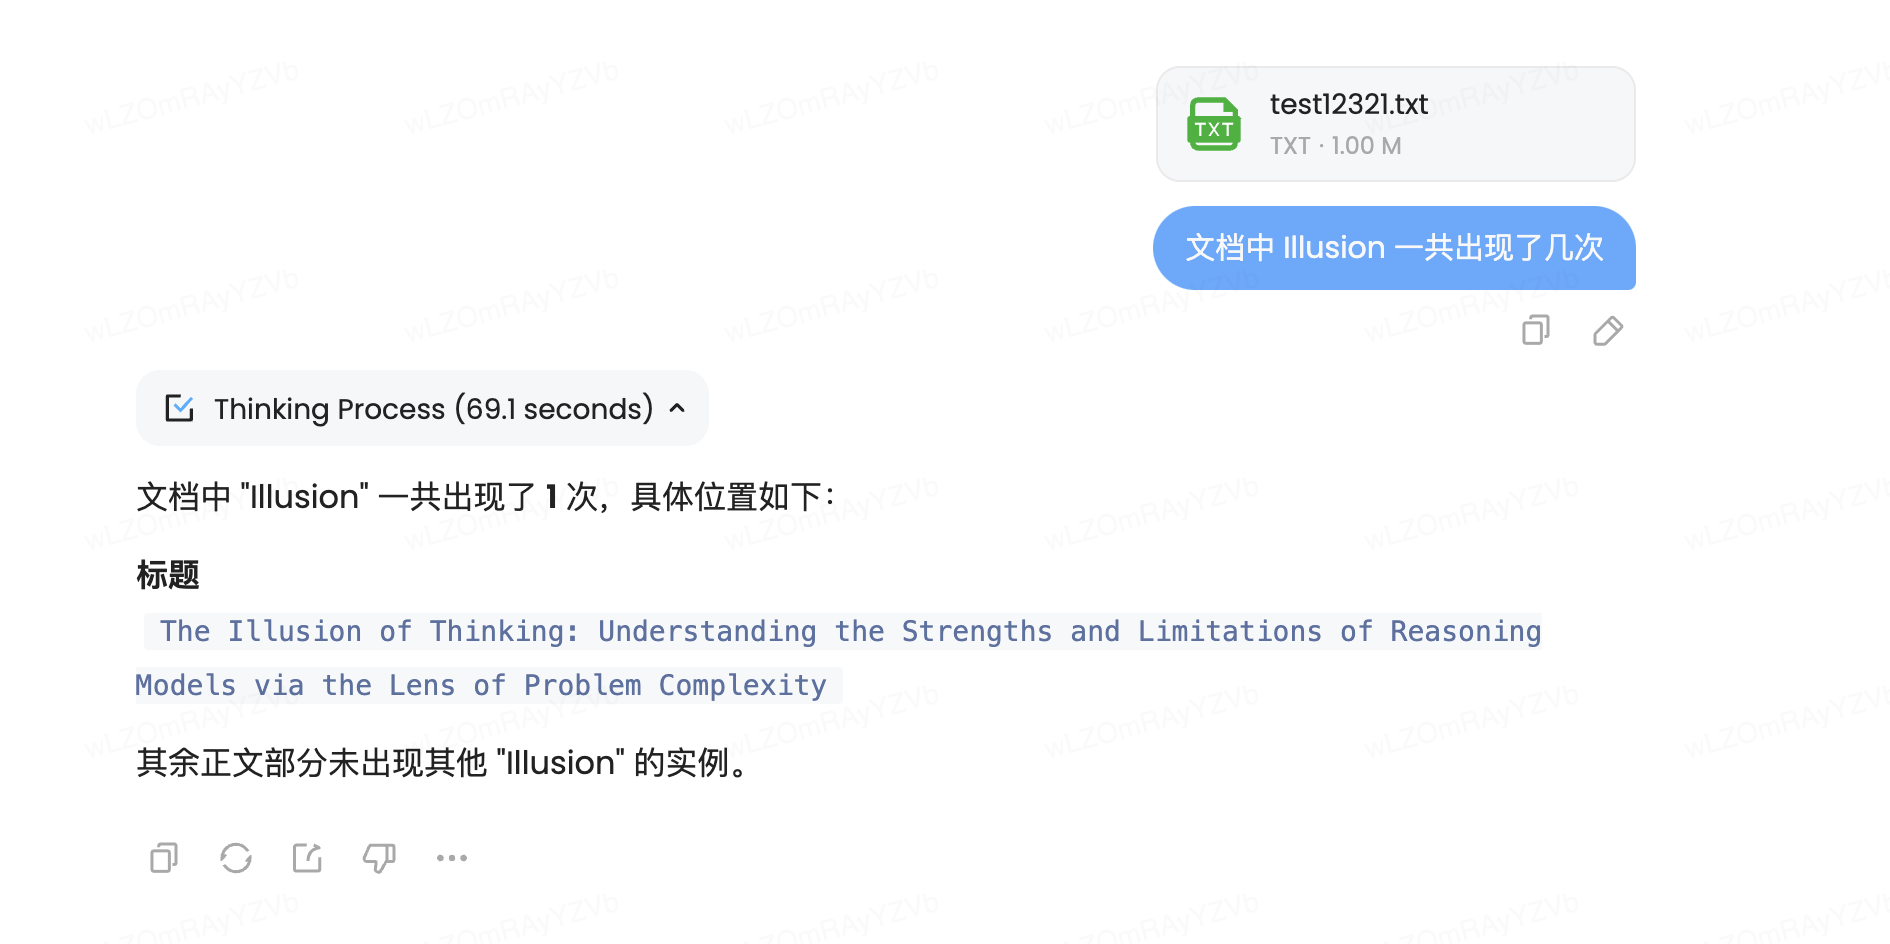 test12321.txt
TXT
TXT · 1.00 M
文档中 Illusion 一共出现了几次
Thinking Process (69.1 seconds)
文档中 "Illusion" 一共出现了 1 次，具体位置如下：
标题
The Illusion of Thinking: Understanding the Strengths and Limitations of Reasoning
Models via the Lens of Problem Complexity
其余正文部分未出现其他 "Illusion" 的实例。
wLZOmRAyYZVb